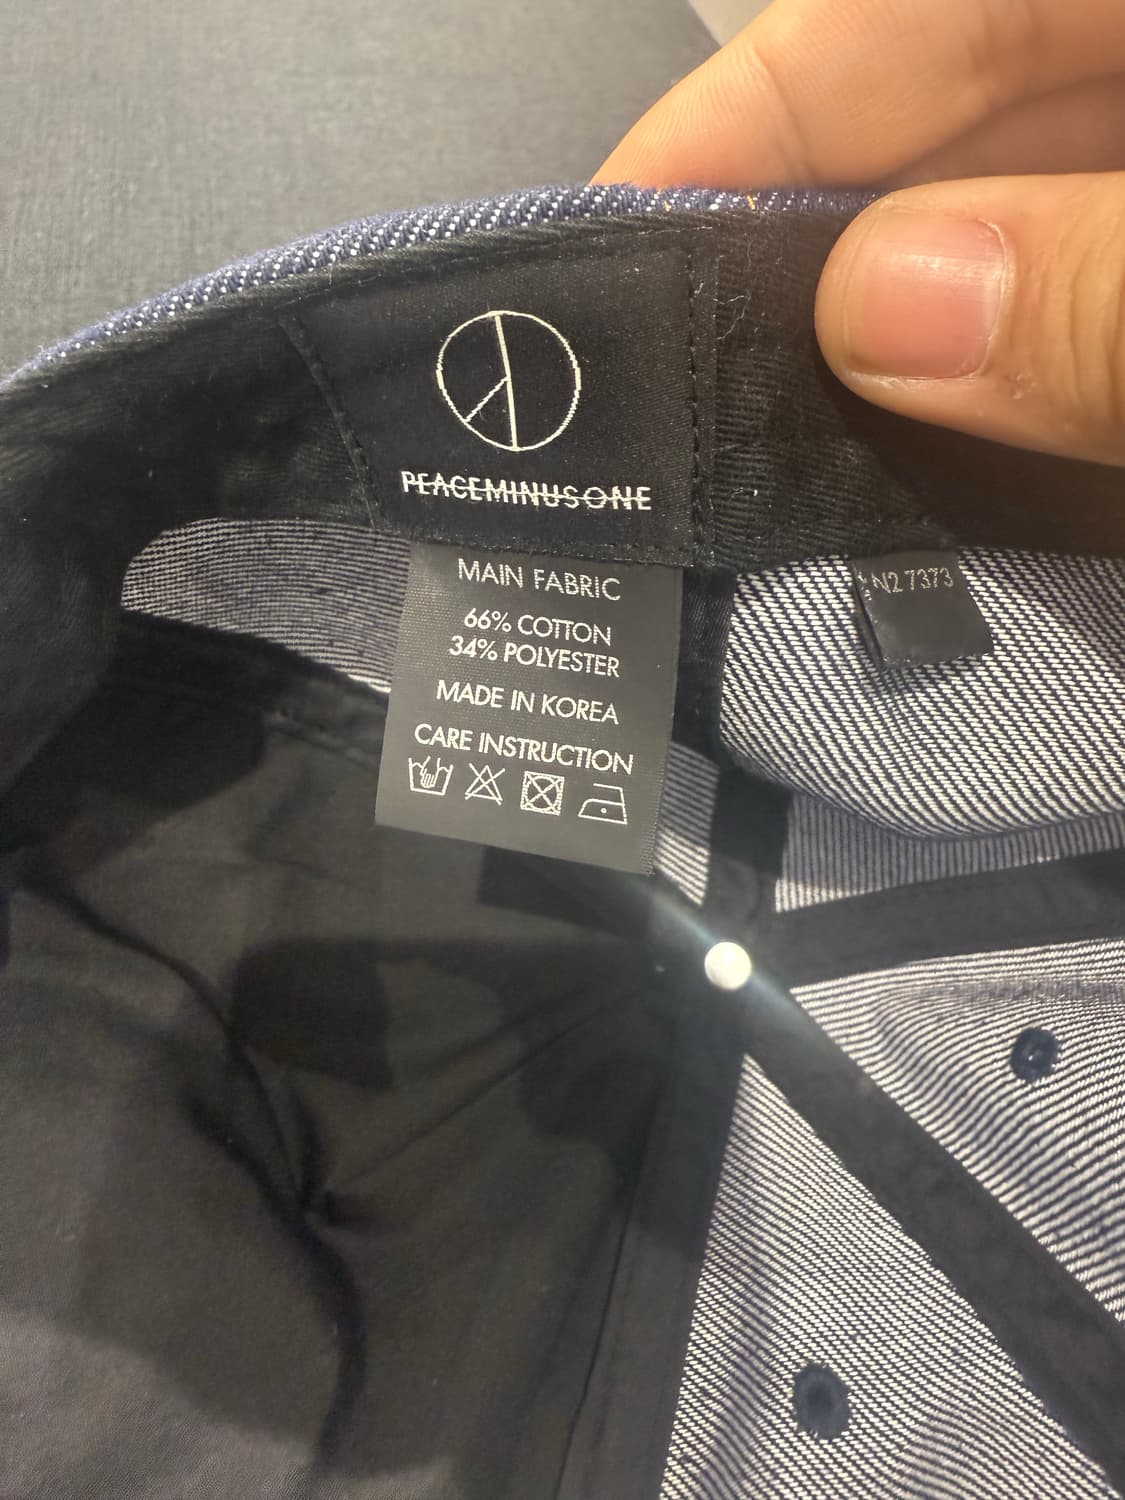 PEACEMINUSONE
MAIN FABRIC
66% COTTON
34% POLYESTER
MADE IN KOREA
CARE INSTRUCTION
N2 7373